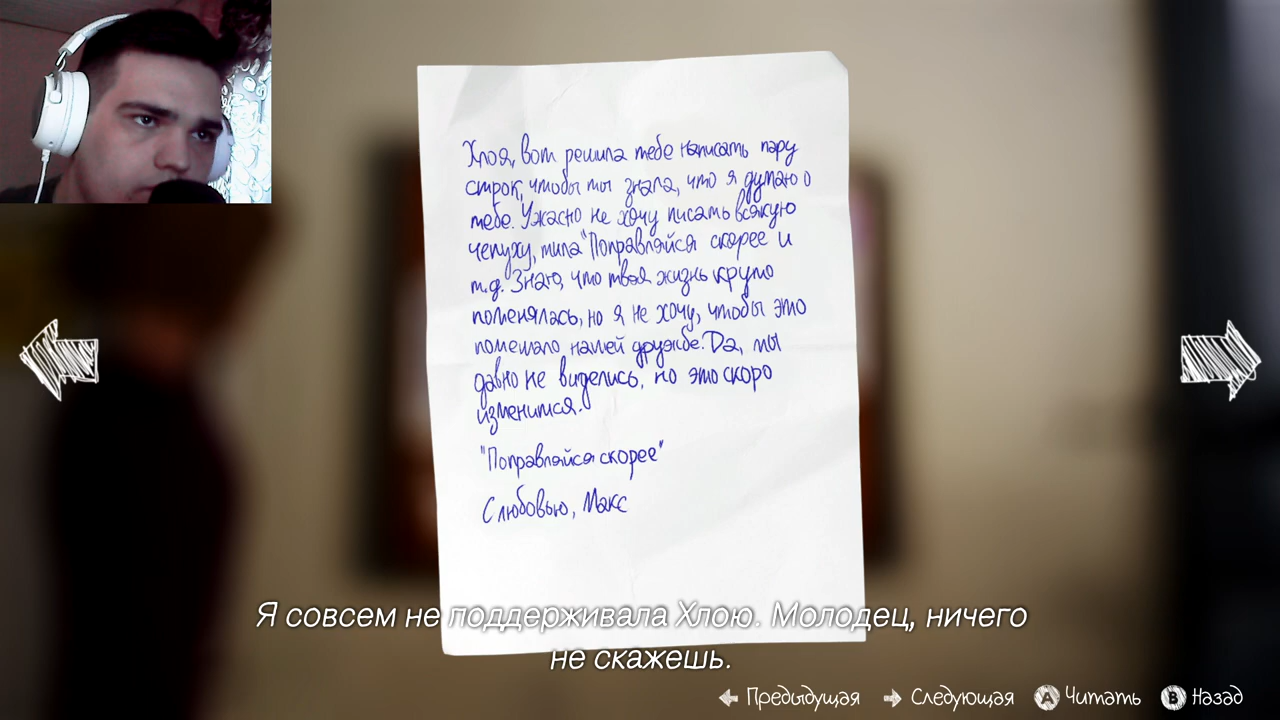 Хлоя, вот решила тебе написать пару
строк, чтобы ты знала, что я думаю о
тебе. Ужасно не хочу писать всякую
чепуху, типа "Поправляйся скорее и
т.д. Знаю, что твоя жизнь круто
поменялась, но я не хочу, чтобы это
помешало нашей дружбе. Да, мы
давно не виделись, но это скоро
изменится.
"Поправляйся скорее"
С любовью, Макс
Я совсем не поддерживала Хлою. Молодец, ничего
не скажешь.
Предыдущая Следующая A Читать B Назад